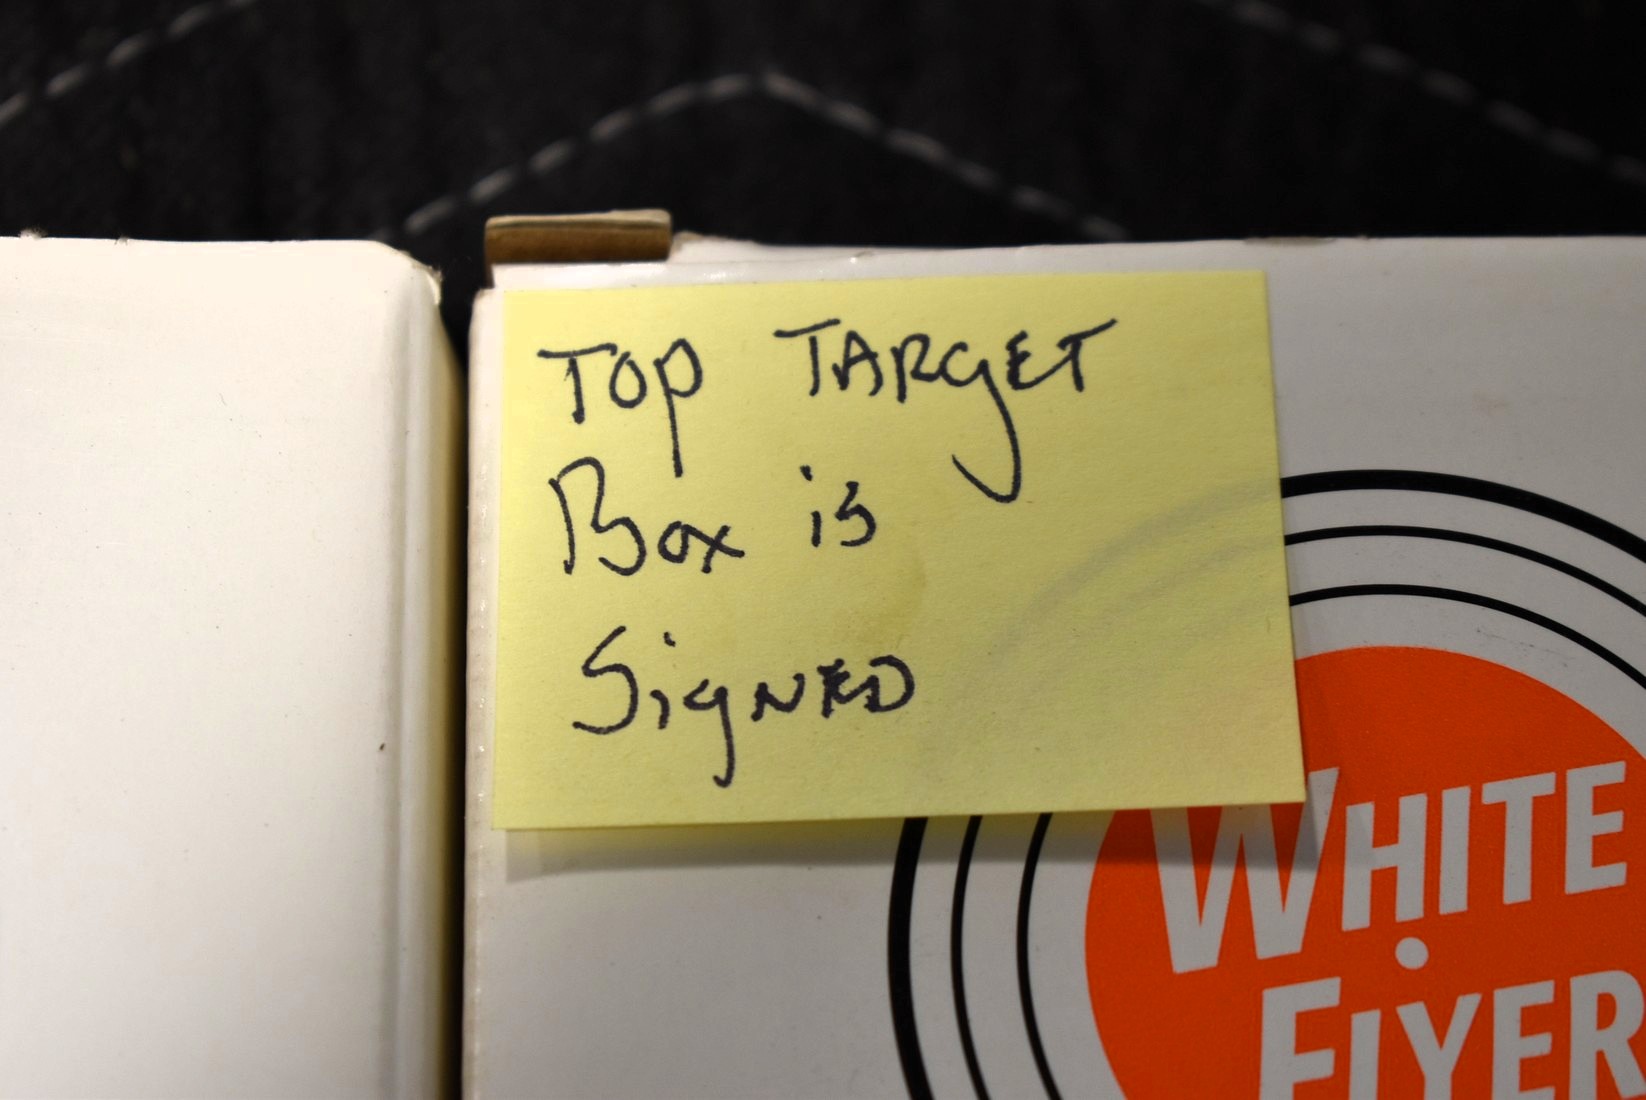 TOP TARGET
Box is
SigNED
WHITE
FLYER